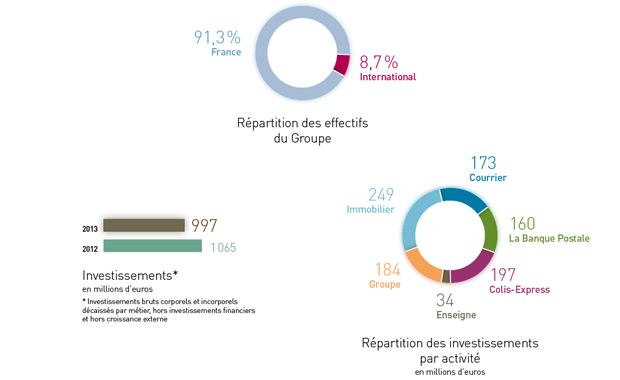 91,3%
France
8,7%
International
Répartition des effectifs
du Groupe
2013
997
2012
1065
Investissements*
en millions d'euros
* Investissements bruts corporels et incorporels
décaissés par métier, hors investissements financiers
et hors croissance externe
173
Courrier
249
Immobilier
160
La Banque Postale
184
Groupe
197
Colis-Express
34
Enseigne
Répartition des investissements
par activité
en millions d'euros